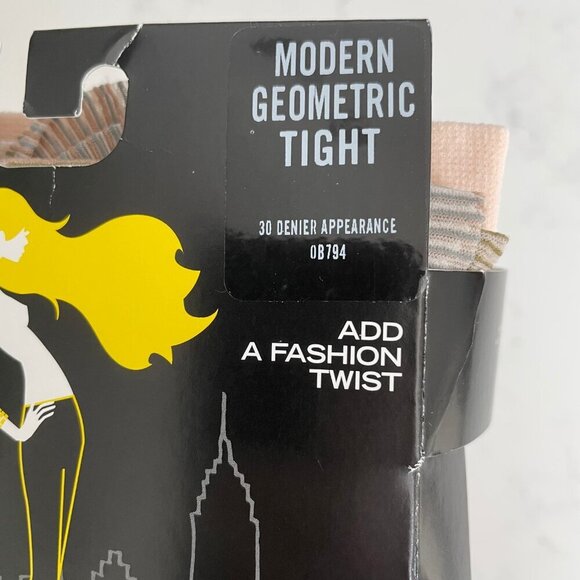 MODERN
GEOMETRIC
TIGHT
30 DENIER APPEARANCE
0B794
ADD
A FASHION
TWIST